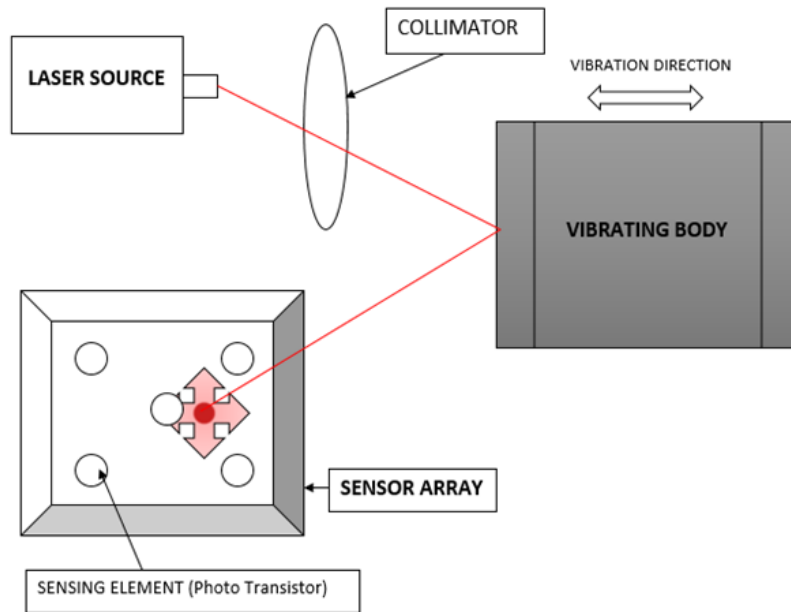 COLLIMATOR
LASER SOURCE
VIBRATION DIRECTION
VIBRATING BODY
SENSOR ARRAY
SENSING ELEMENT (Photo Transistor)